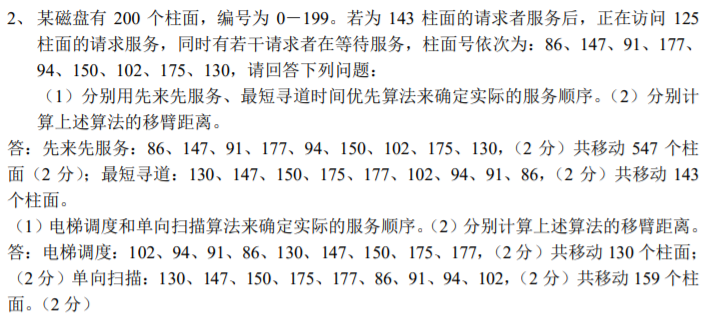 2、 某磁盘有 200 个柱面，编号为 0－199。若为 143 柱面的请求者服务后，正在访问 125
柱面的请求服务，同时有若干请求者在等待服务，柱面号依次为：86、147、91、177、
94、150、102、175、130，请回答下列问题：
（1）分别用先来先服务、最短寻道时间优先算法来确定实际的服务顺序。（2）分别计
算上述算法的移臂距离。
答：先来先服务：86、147、91、177、94、150、102、175、130，（2 分）共移动 547 个柱
面（2 分）；最短寻道：130、147、150、175、177、102、94、91、86，（2 分）共移动 143
个柱面。
（1）电梯调度和单向扫描算法来确定实际的服务顺序。（2）分别计算上述算法的移臂距离。
答：电梯调度：102、94、91、86、130、147、150、175、177，（2 分）共移动 130 个柱面；
（2 分）单向扫描：130、147、150、175、177、86、91、94、102，（2 分）共移动 159 个柱
面。（2 分）